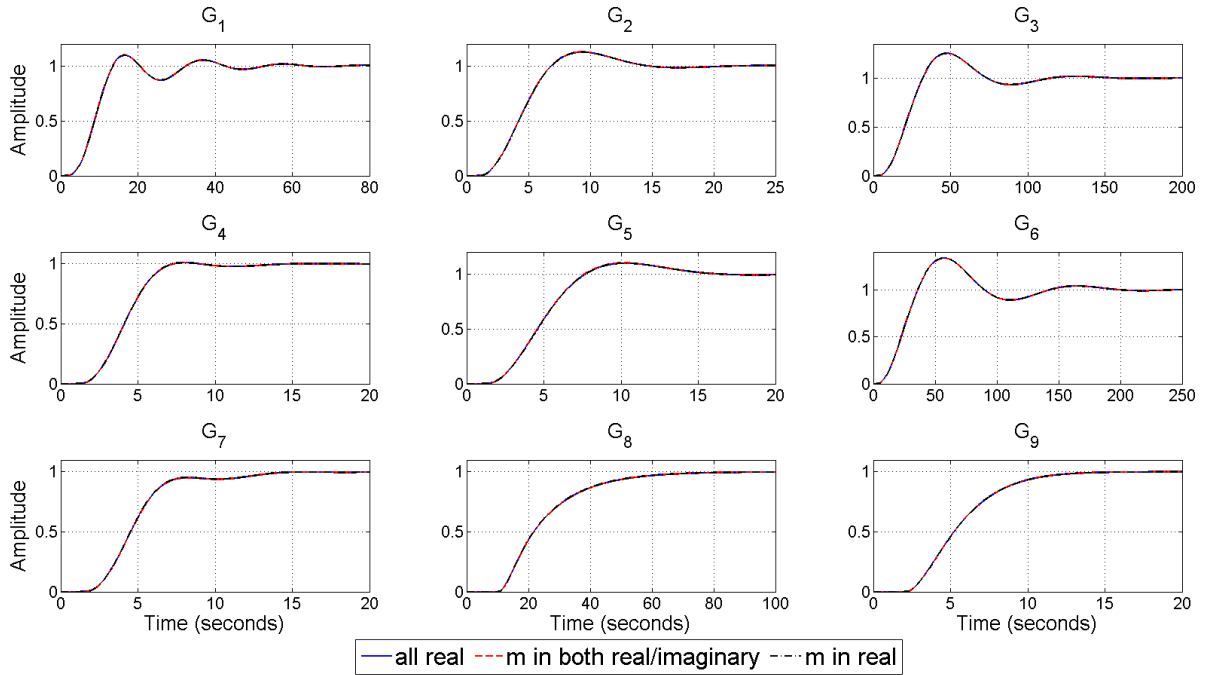 G1
G2
G3
Amplitude
1
0.5
0
0 20 40 60 80
1
0.5
0
0 5 10 15 20 25
1
0.5
0
0 50 100 150 200
G4
G5
G6
Amplitude
1
0.5
0
0 5 10 15 20
1
0.5
0
0 5 10 15 20
1
0.5
0
0 50 100 150 200 250
G7
G8
G9
Amplitude
1
0.5
0
0 5 10 15 20
Time (seconds)
1
0.5
0
0 20 40 60 80 100
Time (seconds)
1
0.5
0
0 5 10 15 20
Time (seconds)
all real m in both real/imaginary m in real